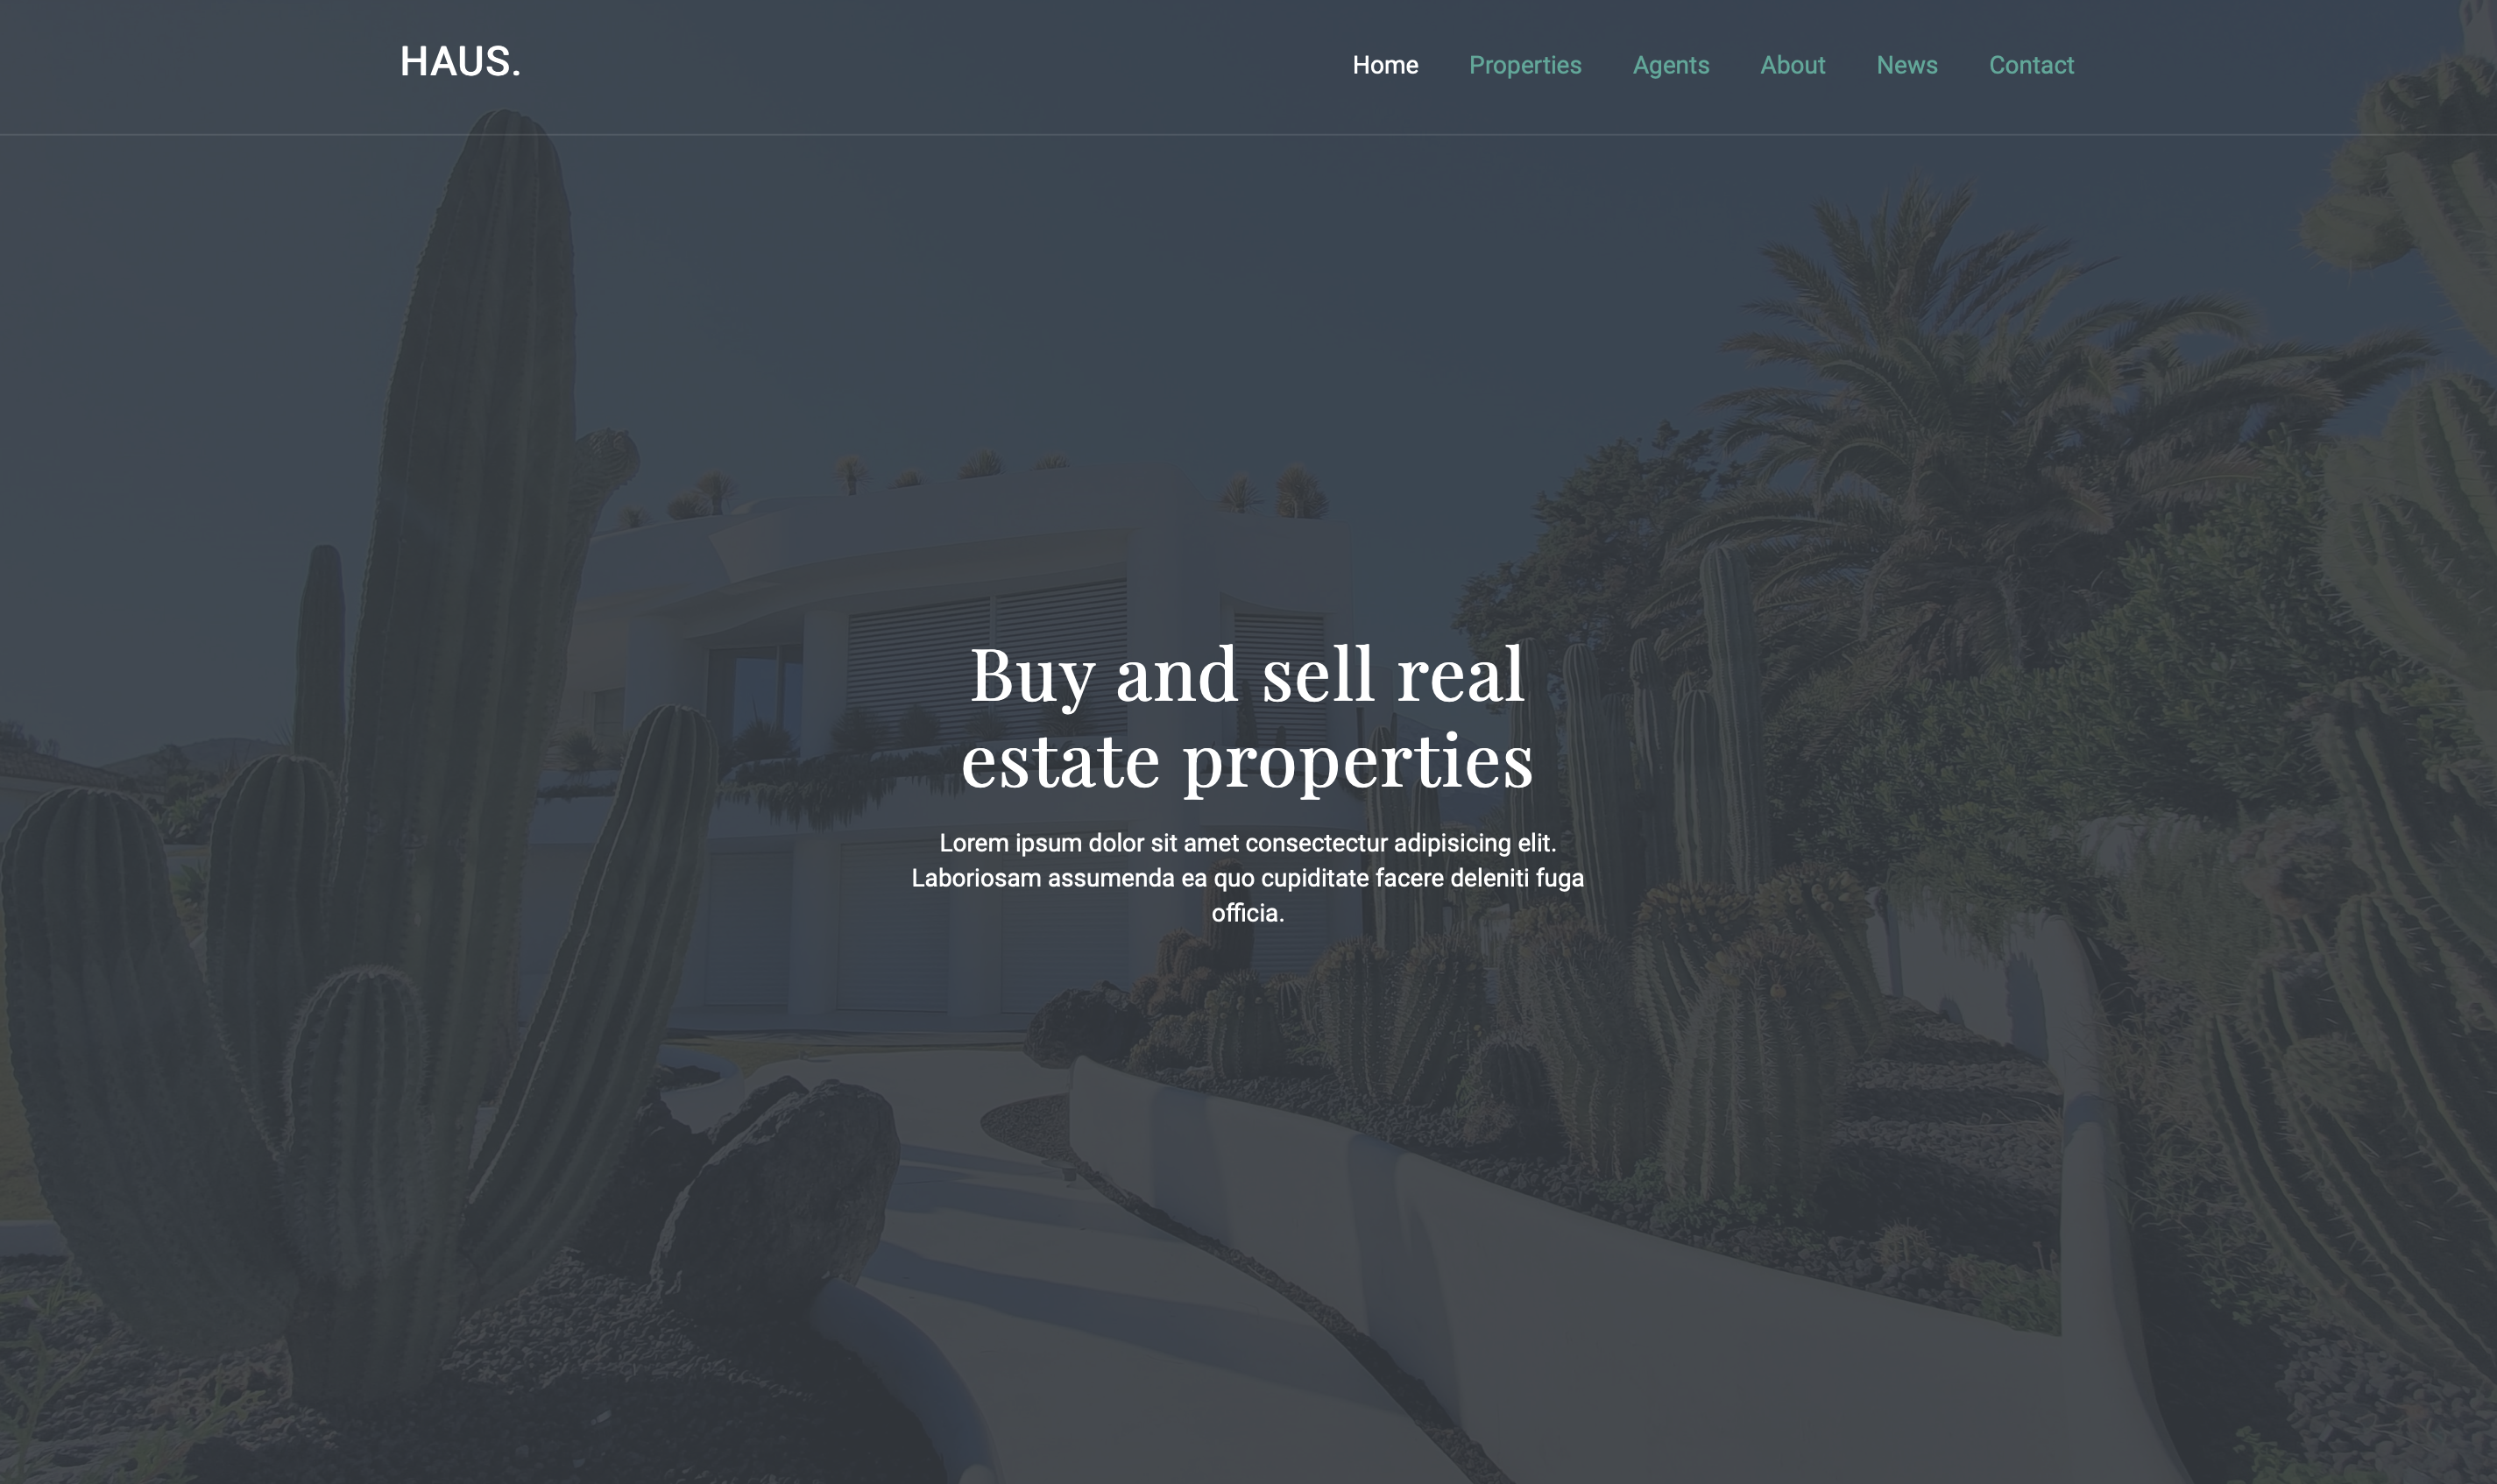 HAUS.
Home Properties Agents About News Contact
Buy and sell real
estate properties
Lorem ipsum dolor sit amet consectectur adipisicing elit.
Laboriosam assumenda ea quo cupiditate facere deleniti fuga
officia.